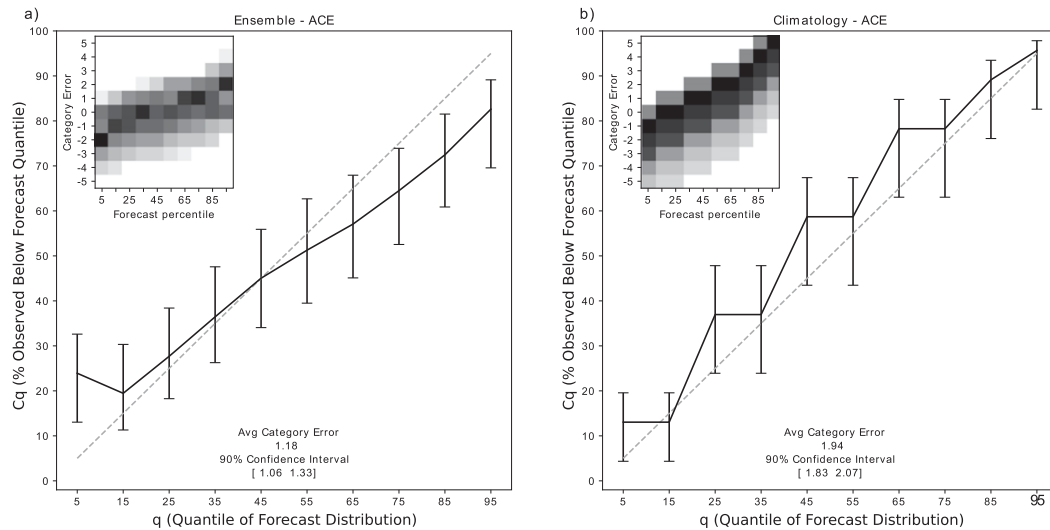 a)
Ensemble - ACE
100
90
80
70
60
50
40
30
20
10
0
Cq (% Observed Below Forecast Quantile)
5
4
3
2
1
0
-1
-2
-3
-4
-5
Category Error
5 25 45 65 85
Forecast percentile
Avg Category Error
1.18
90% Confidence Interval
[ 1.06 1.33]
5 15 25 35 45 55 65 75 85 95
q (Quantile of Forecast Distribution)
b)
Climatology - ACE
100
90
80
70
60
50
40
30
20
10
0
Cq (% Observed Below Forecast Quantile)
5
4
3
2
1
0
-1
-2
-3
-4
-5
Category Error
5 25 45 65 85
Forecast percentile
Avg Category Error
1.94
90% Confidence Interval
[ 1.83 2.07]
5 15 25 35 45 55 65 75 85 95
q (Quantile of Forecast Distribution)